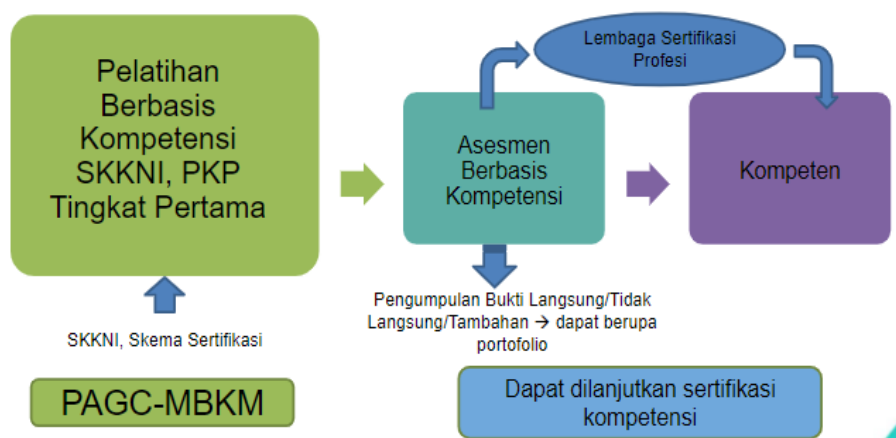 Pelatihan
Berbasis
Kompetensi
SKKNI, PKP
Tingkat Pertama
SKKNI, Skema Sertifikasi
PAGC-MBKM
Lembaga Sertifikasi
Profesi
Asesmen
Berbasis
Kompetensi
Kompeten
Pengumpulan Bukti Langsung/Tidak
Langsung/Tambahan → dapat berupa
portofolio
Dapat dilanjutkan sertifikasi
kompetensi